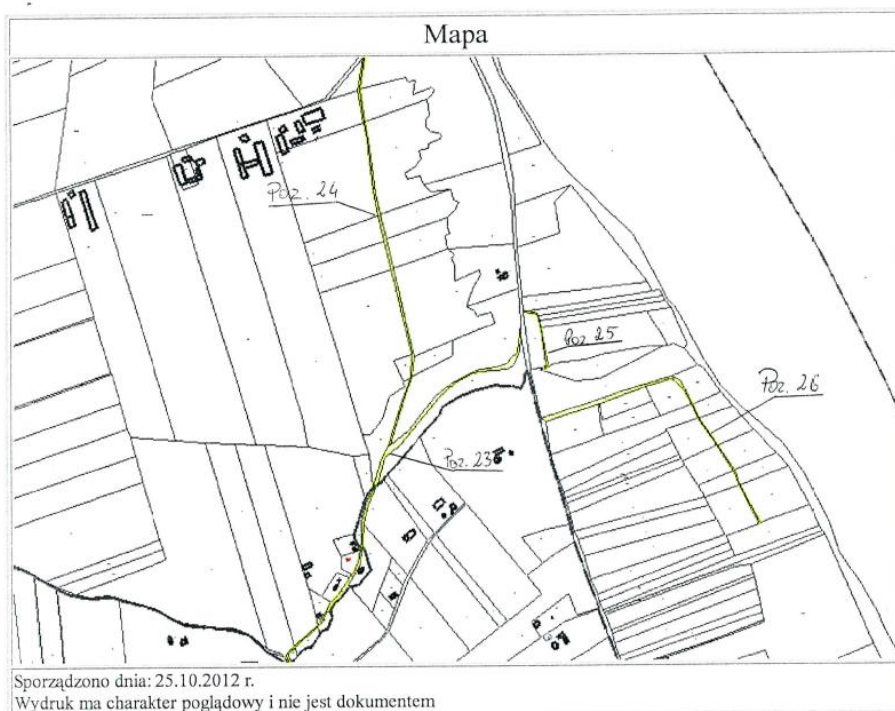 Mapa
Poz. 24
Poz. 25
Poz. 26
Poz. 23
Sporządzono dnia: 25.10.2012 r.
Wydruk ma charakter poglądowy i nie jest dokumentem